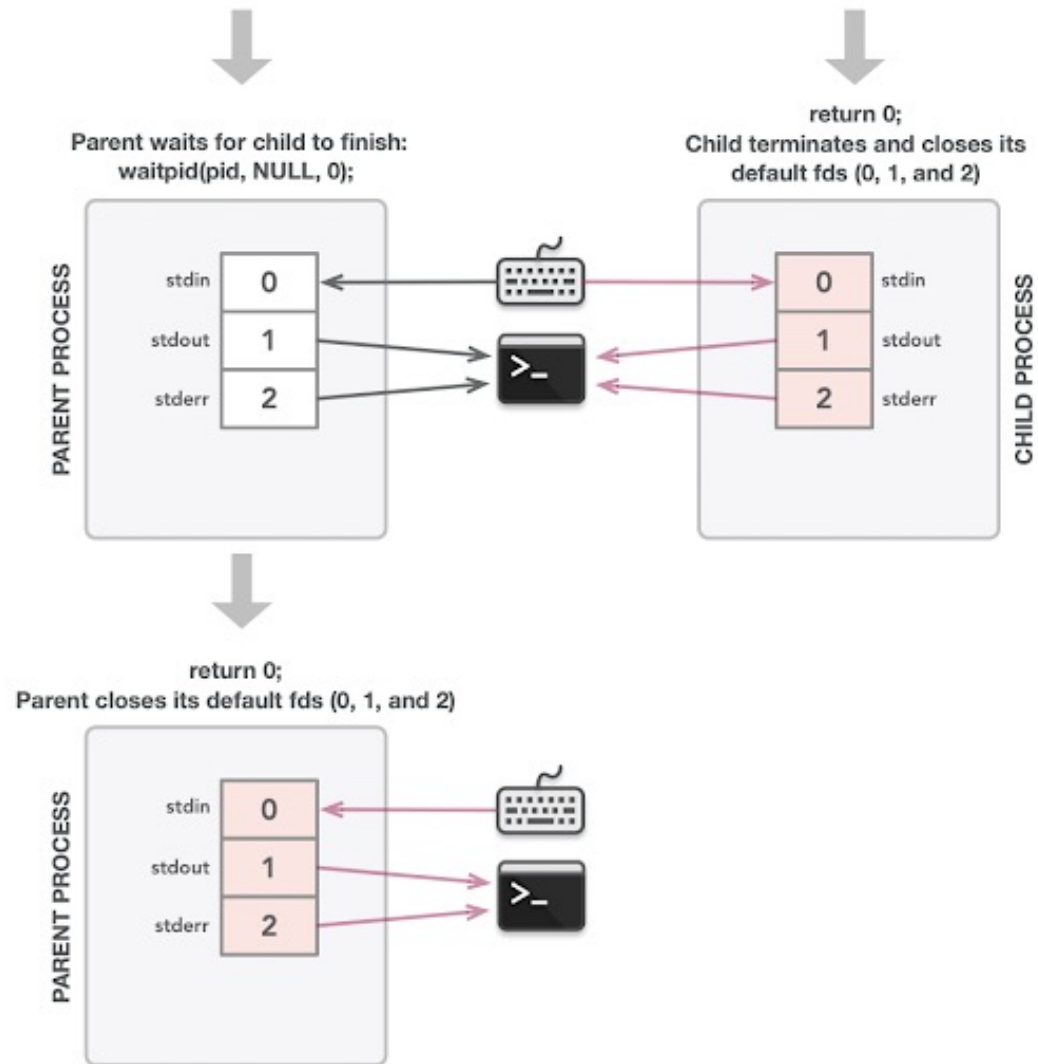 Parent waits for child to finish:
waitpid(pid, NULL, 0);
return 0;
Child terminates and closes its
default fds (0, 1, and 2)
PARENT PROCESS
stdin 0
stdout 1
stderr 2
>_
0 stdin
1 stdout
2 stderr
CHILD PROCESS
return 0;
Parent closes its default fds (0, 1, and 2)
PARENT PROCESS
stdin 0
stdout 1
stderr 2
>_